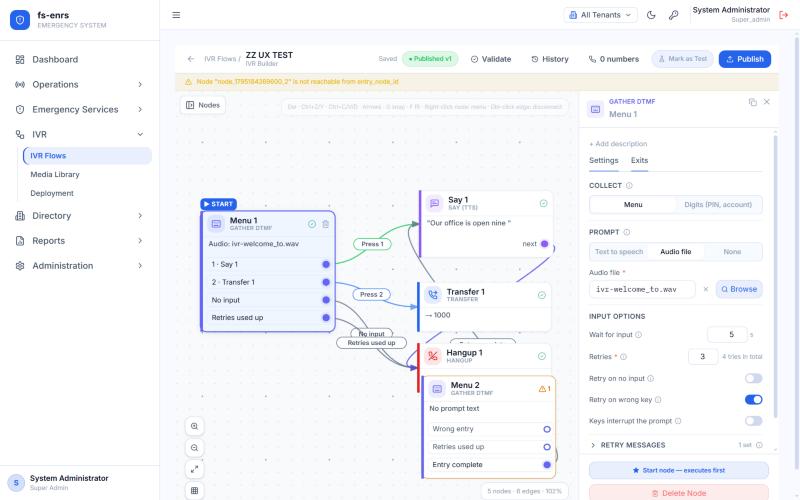 fs-enrs
EMERGENCY SYSTEM
Dashboard
Operations
Emergency Services
IVR
IVR Flows
Media Library
Deployment
Directory
Reports
Administration
S
System Administrator
Super Admin
All Tenants
System Administrator
Super_admin
IVR Flows /
ZZ UX TEST
IVR Builder
Saved
Published v1
Validate
History
0 numbers
Mark as Test
Publish
Node "node_1795184369600_2" is not reachable from entry_node_id
Nodes
START
Menu 1
GATHER DTMF
Audio: ivr-welcome_to.wav
1 · Say 1
2 · Transfer 1
No input
Retries used up
Press 1
Press 2
No input
Retries used up
Say 1
SAY (TTS)
"Our office is open nine "
next
Transfer 1
TRANSFER
→ 1000
Hangup 1
HANGUP
Menu 2
GATHER DTMF
1
No prompt text
Wrong entry
Retries used up
Entry complete
5 nodes · 6 edges · 102%
GATHER DTMF
Menu 1
+ Add description
Settings
Exits
COLLECT
Menu
Digits (PIN, account)
PROMPT
Text to speech
Audio file
None
Audio file *
ivr-welcome_to.wav
Browse
INPUT OPTIONS
Wait for input
5
s
Retries *
3
4 tries in total
Retry on no input
Retry on wrong key
Keys interrupt the prompt
RETRY MESSAGES
1 set
Start node — executes first
Delete Node